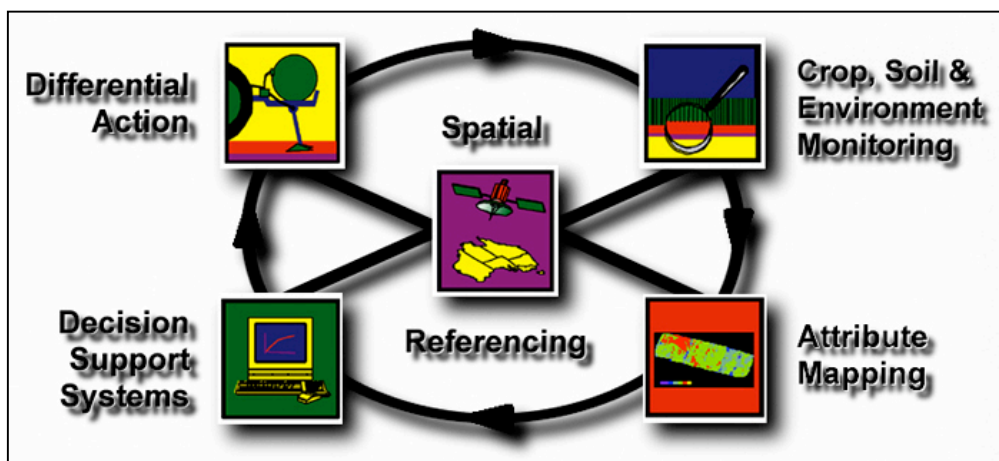 Differential
Action
Spatial
Crop, Soil &
Environment
Monitoring
Decision
Support
Systems
Referencing
Attribute
Mapping